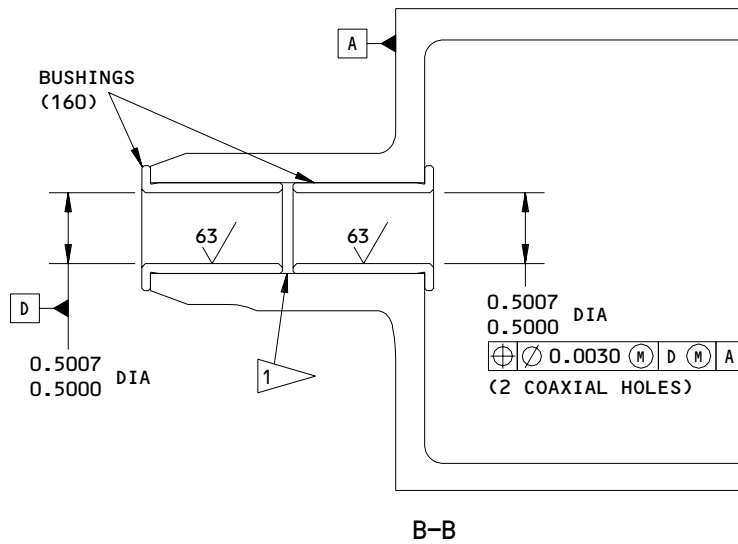 A
BUSHINGS
(160)
63
63
D
0.5007
0.5000 DIA
1
0.5007
0.5000 DIA
⌖ ⌀ 0.0030 Ⓜ D Ⓜ A
(2 COAXIAL HOLES)
B-B